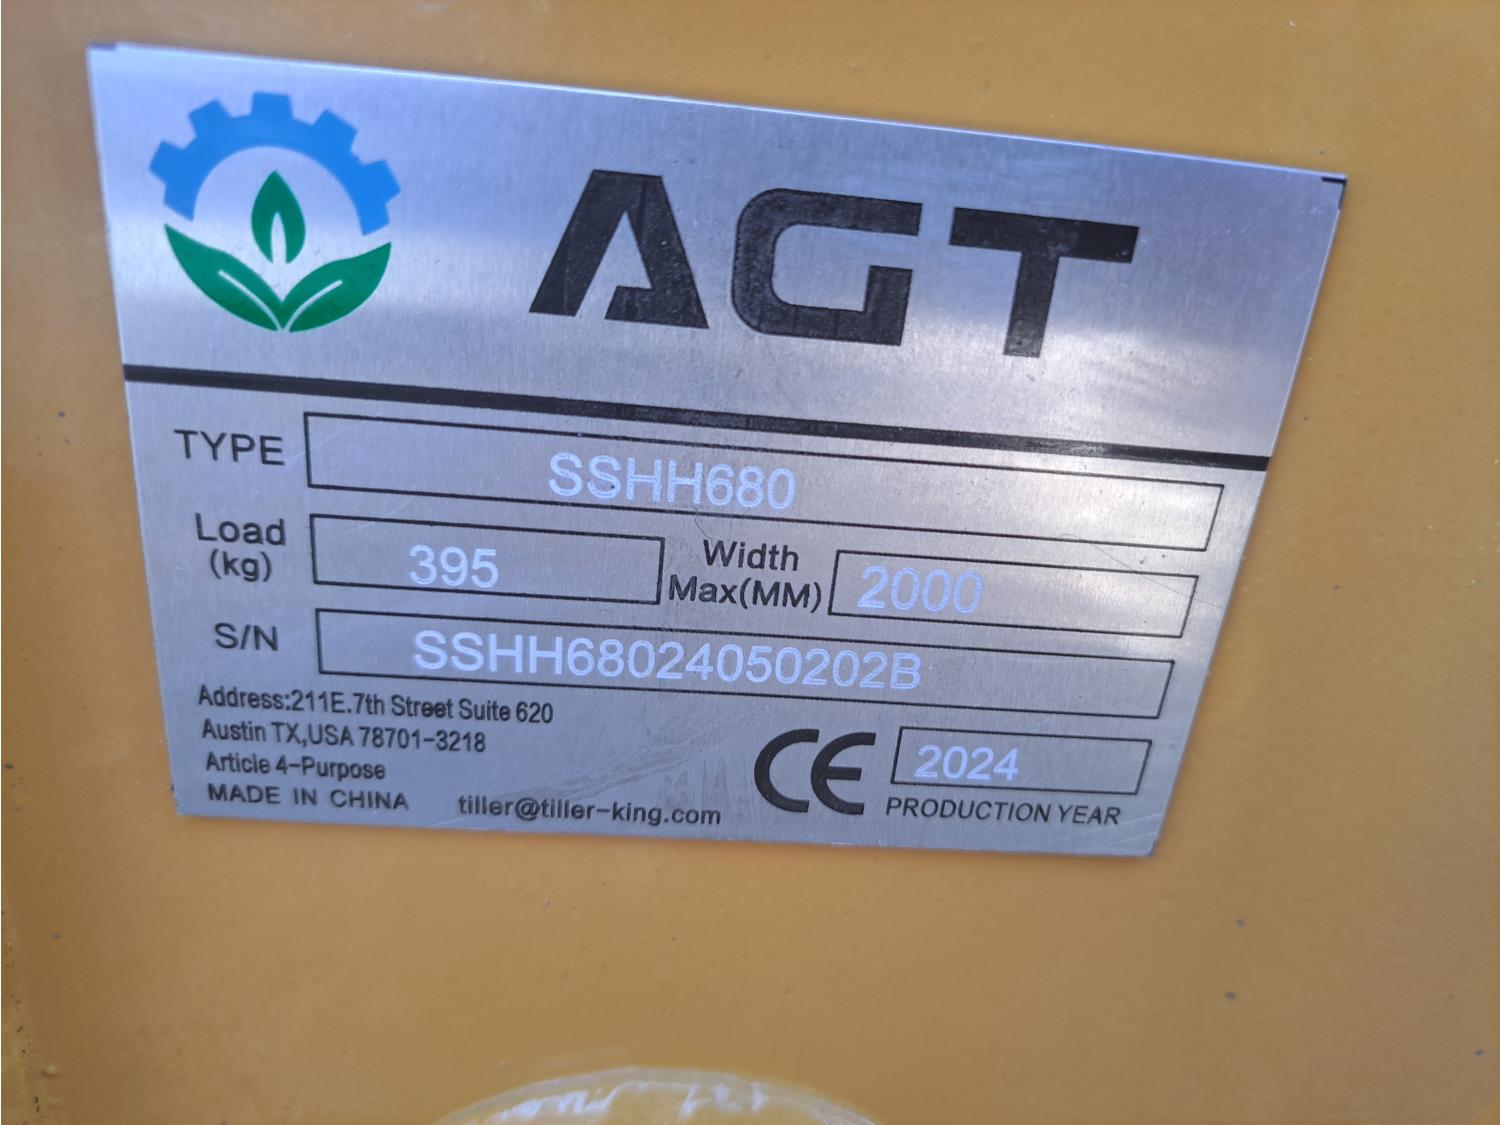 AGT
TYPE SSHH680
Load (kg) 395 Width Max(MM) 2000
S/N SSHH68024050202B
Address:211E.7th Street Suite 620
Austin TX,USA 78701-3218
Article 4-Purpose
MADE IN CHINA tiller@tiller-king.com
CE 2024
PRODUCTION YEAR